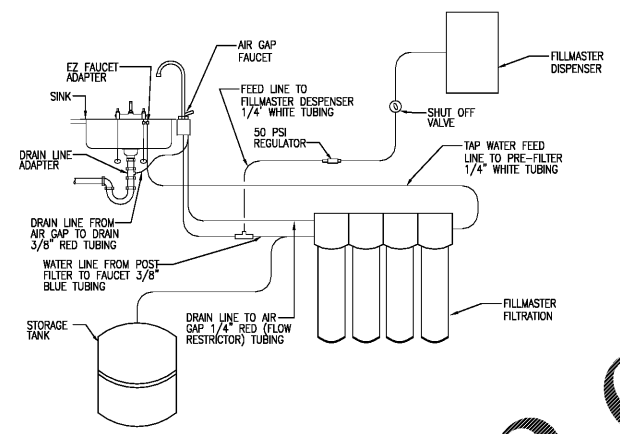 AIR GAP
FAUCET
EZ FAUCET
ADAPTER
SINK
FEED LINE TO
FILLMASTER DESPENSER
1/4' WHITE TUBING
FILLMASTER
DISPENSER
SHUT OFF
VALVE
50 PSI
REGULATOR
TAP WATER FEED
LINE TO PRE-FILTER
1/4" WHITE TUBING
DRAIN LINE
ADAPTER
DRAIN LINE FROM
AIR GAP TO DRAIN
3/8" RED TUBING
WATER LINE FROM POST
FILTER TO FAUCET 3/8"
BLUE TUBING
STORAGE
TANK
DRAIN LINE TO AIR
GAP 1/4" RED (FLOW
RESTRICTOR) TUBING
FILLMASTER
FILTRATION